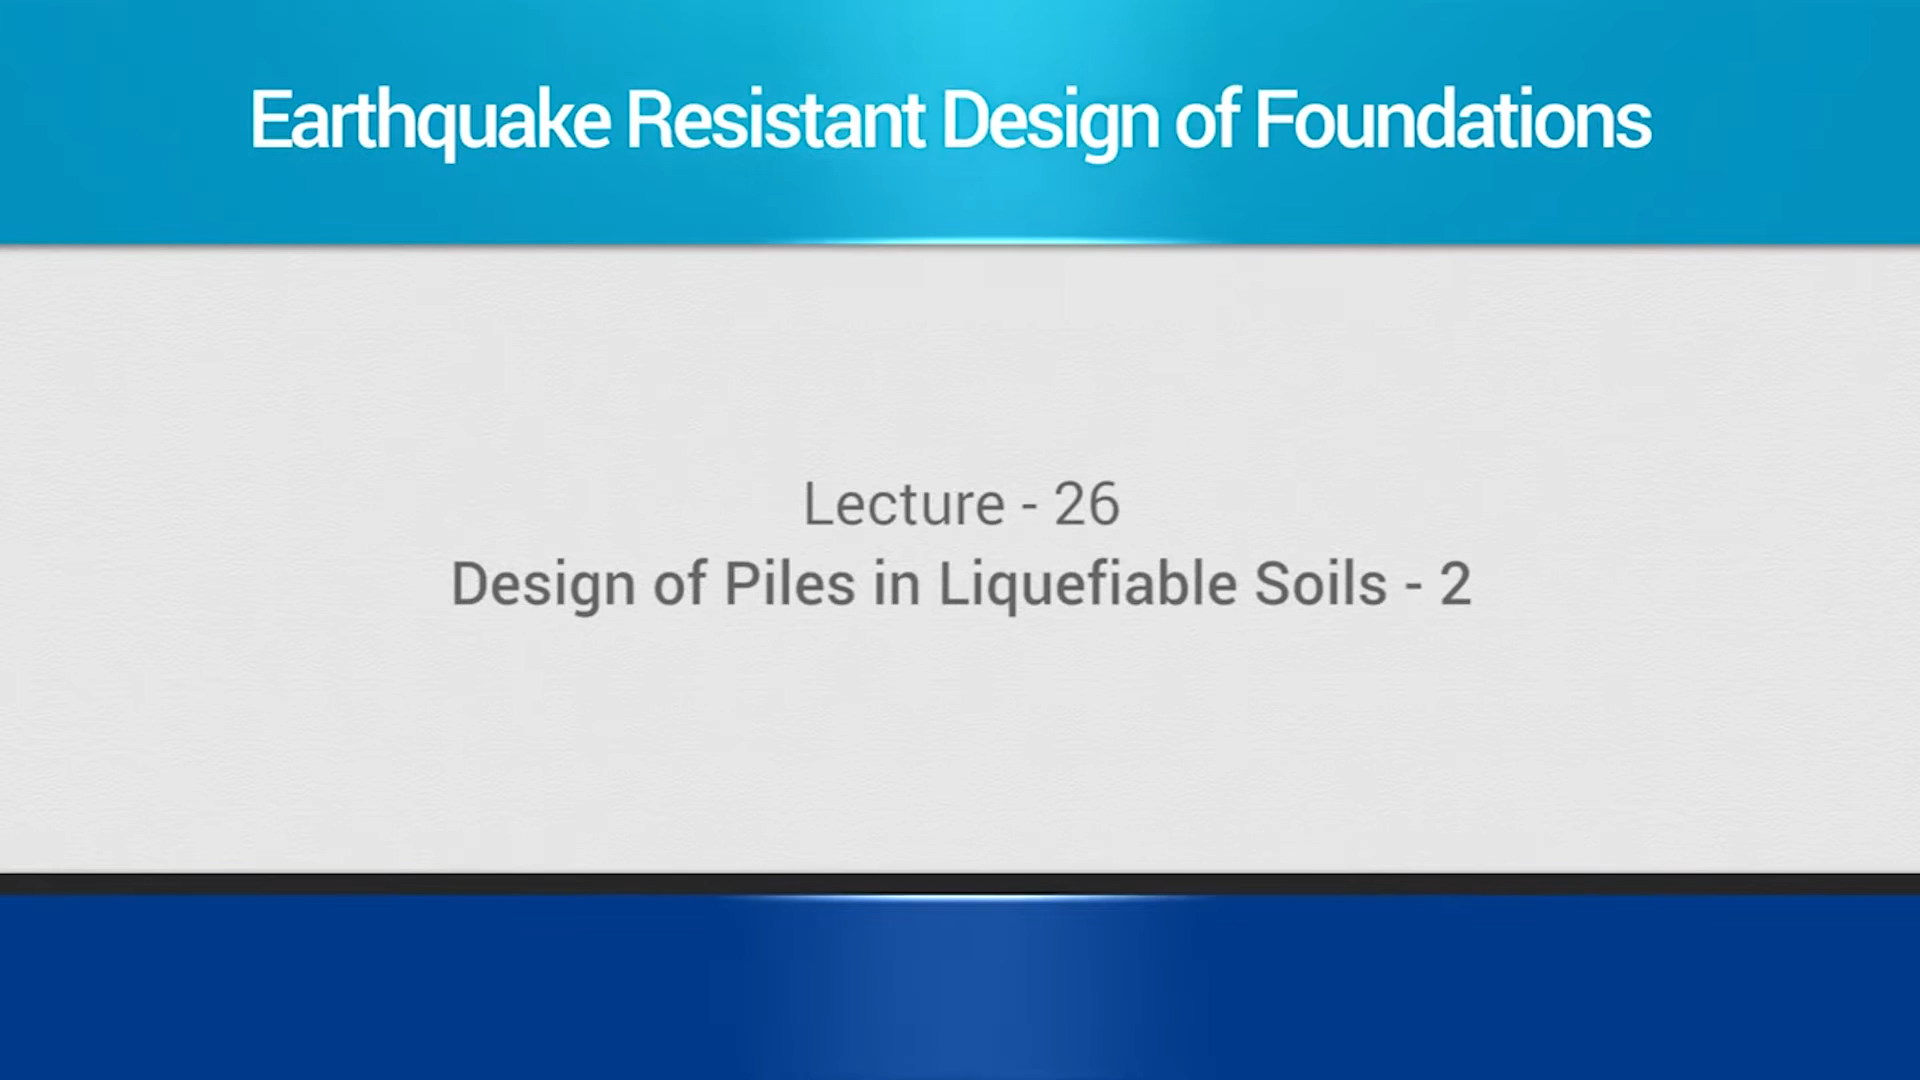 Earthquake Resistant Design of Foundations
Lecture - 26
Design of Piles in Liquefiable Soils - 2